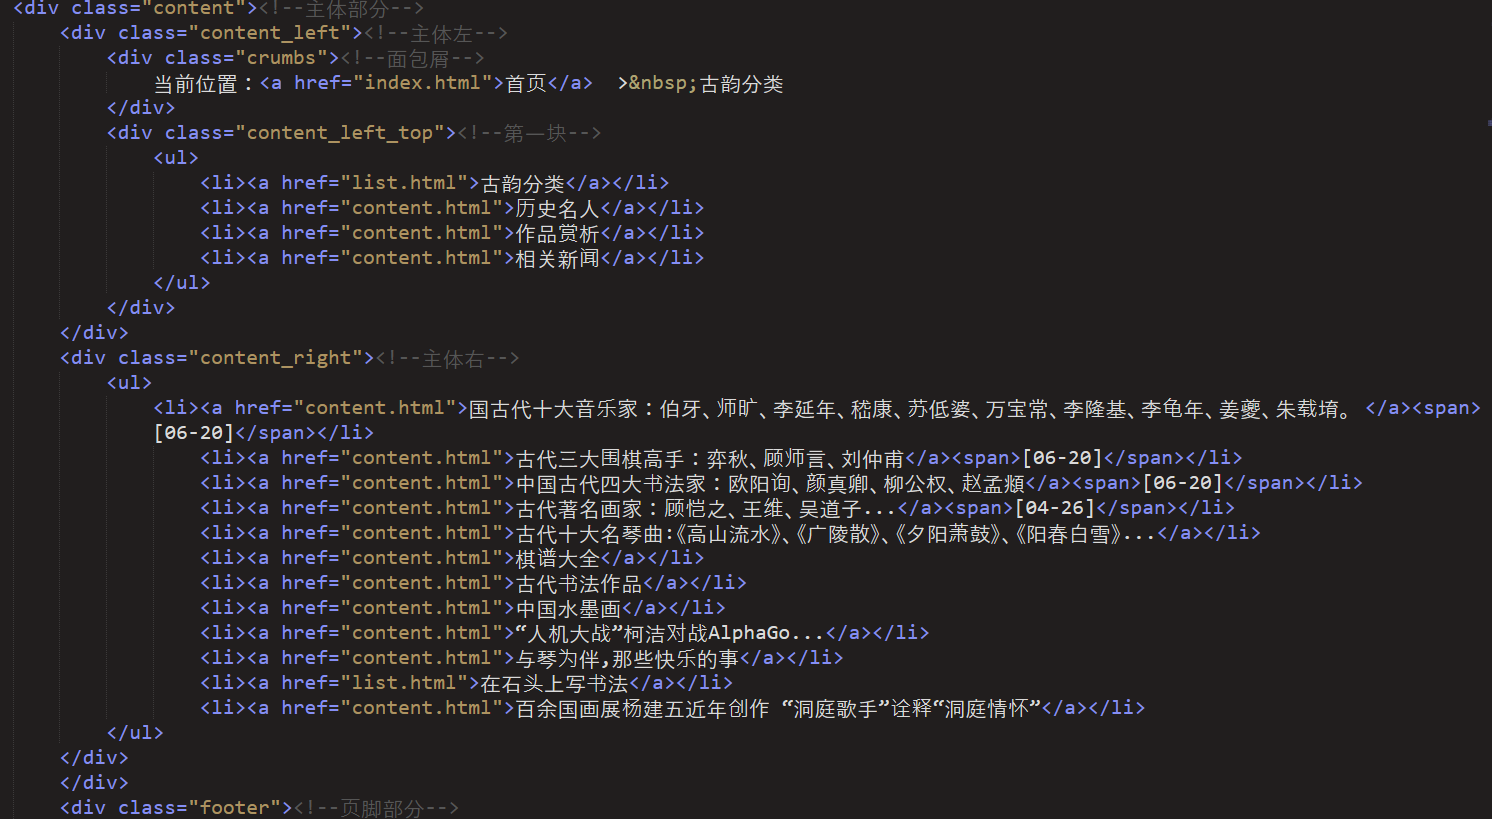 <div class="content"><!--主体部分-->
<div class="content_left"><!--主体左-->
<div class="crumbs"><!--面包屑-->
当前位置：<a href="index.html">首页</a>  >&nbsp;古韵分类
</div>
<div class="content_left_top"><!--第一块-->
<ul>
<li><a href="list.html">古韵分类</a></li>
<li><a href="content.html">历史名人</a></li>
<li><a href="content.html">作品赏析</a></li>
<li><a href="content.html">相关新闻</a></li>
</ul>
</div>
</div>
<div class="content_right"><!--主体右-->
<ul>
<li><a href="content.html">国古代十大音乐家：伯牙、师旷、李延年、嵇康、苏低婆、万宝常、李隆基、李龟年、姜夔、朱载堉。 </a><span>
[06-20]</span></li>
<li><a href="content.html">古代三大围棋高手：弈秋、顾师言、刘仲甫</a><span>[06-20]</span></li>
<li><a href="content.html">中国古代四大书法家：欧阳询、颜真卿、柳公权、赵孟頫</a><span>[06-20]</span></li>
<li><a href="content.html">古代著名画家：顾恺之、王维、吴道子...</a><span>[04-26]</span></li>
<li><a href="content.html">古代十大名琴曲:《高山流水》、《广陵散》、《夕阳萧鼓》、《阳春白雪》...</a></li>
<li><a href="content.html">棋谱大全</a></li>
<li><a href="content.html">古代书法作品</a></li>
<li><a href="content.html">中国水墨画</a></li>
<li><a href="content.html">“人机大战”柯洁对战AlphaGo...</a></li>
<li><a href="content.html">与琴为伴,那些快乐的事</a></li>
<li><a href="list.html">在石头上写书法</a></li>
<li><a href="content.html">百余国画展杨建五近年创作 “洞庭歌手”诠释“洞庭情怀”</a></li>
</ul>
</div>
</div>
<div class="footer"><!--页脚部分-->